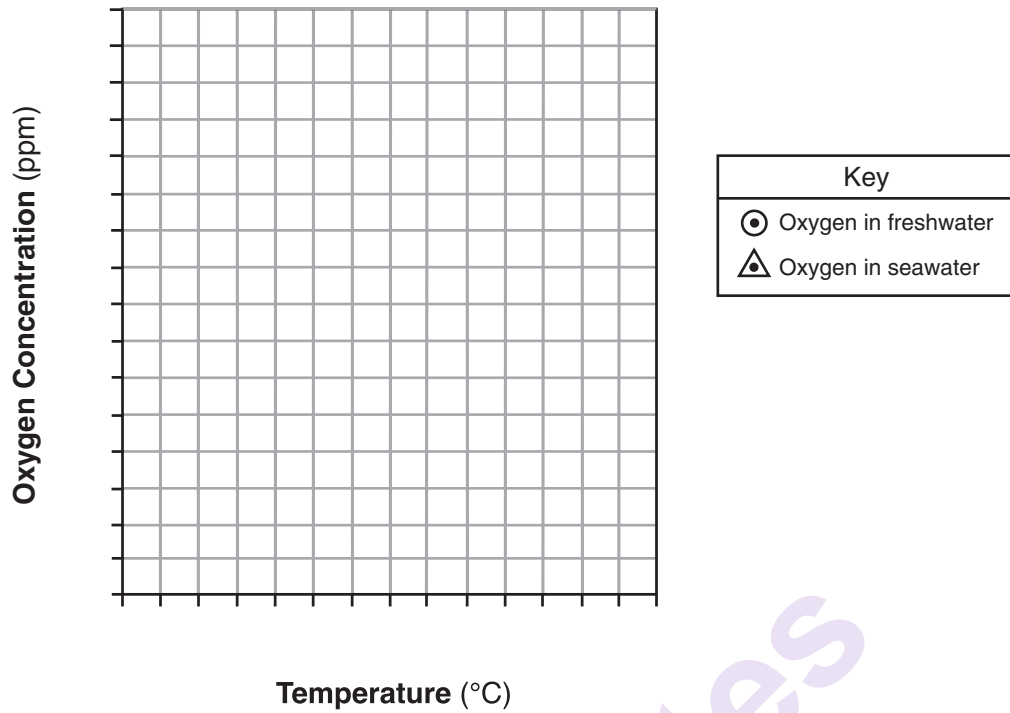 Oxygen Concentration (ppm)
Key
Oxygen in freshwater
Oxygen in seawater
Temperature (°C)